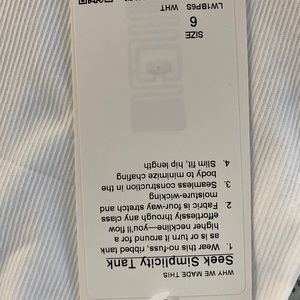 WHY WE MADE THIS
Seek Simplicity Tank
1. Wear this, no-fuss, ribbed tank
as is or turn it around for a
higher neckline—you'll flow
effortlessly through any class
2. Fabric is four-way stretch and
moisture-wicking
3. Seamless construction in the
body to minimize chafing
4. Slim fit, hip length
SIZE
6
LW1BP6S WHT